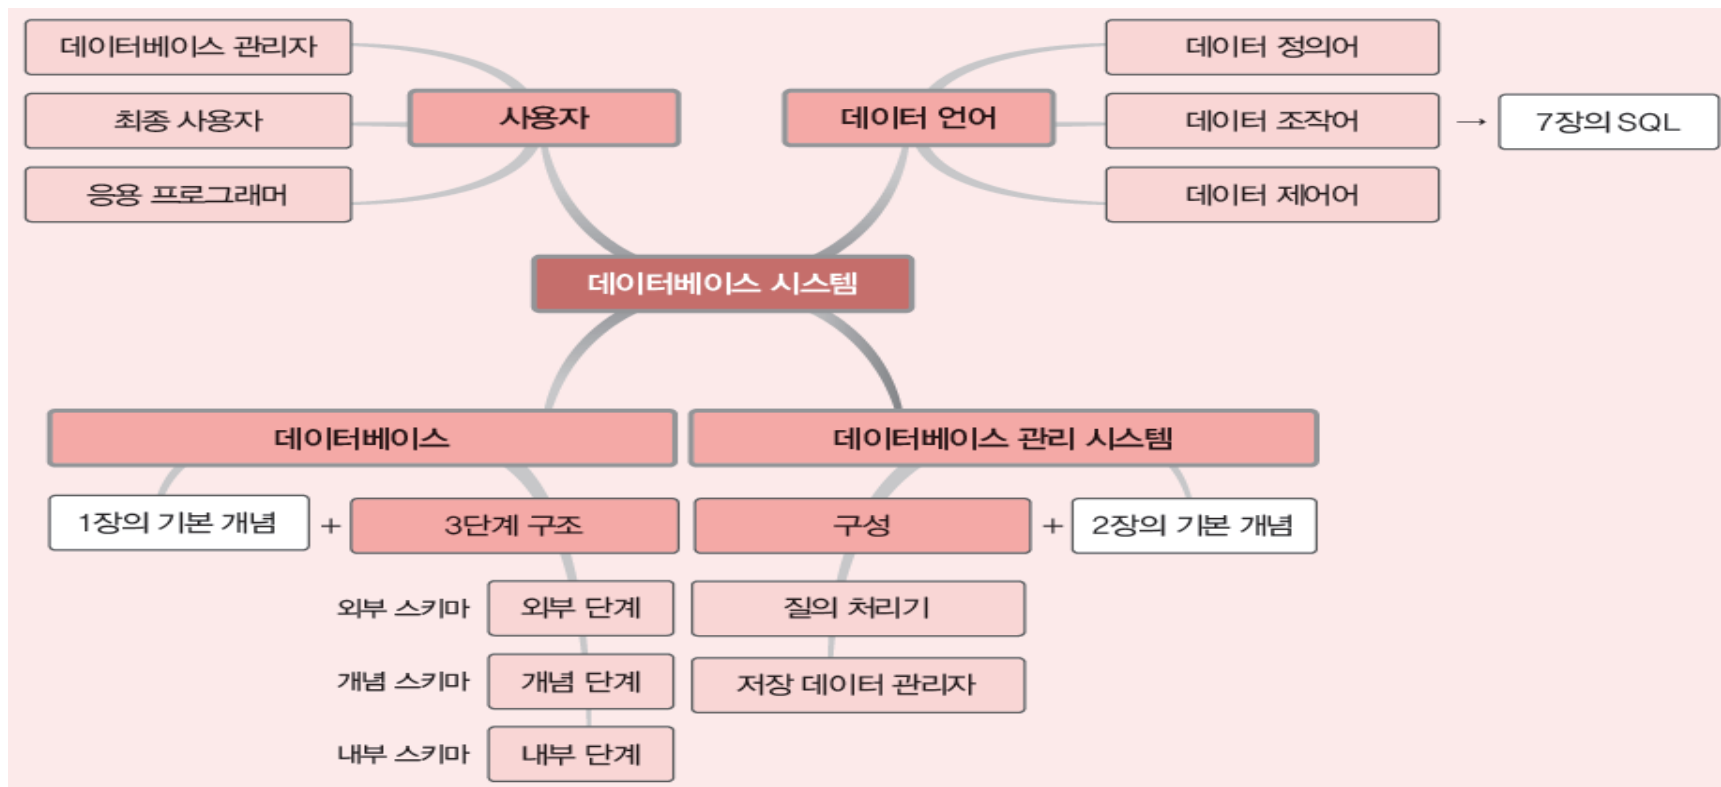 데이터베이스 관리자
최종 사용자
응용 프로그래머
사용자
데이터 언어
데이터 정의어
데이터 조작어
→ 7장의 SQL
데이터 제어어
데이터베이스 시스템
데이터베이스
데이터베이스 관리 시스템
1장의 기본 개념 + 3단계 구조
구성 + 2장의 기본 개념
외부 스키마 외부 단계
개념 스키마 개념 단계
내부 스키마 내부 단계
질의 처리기
저장 데이터 관리자